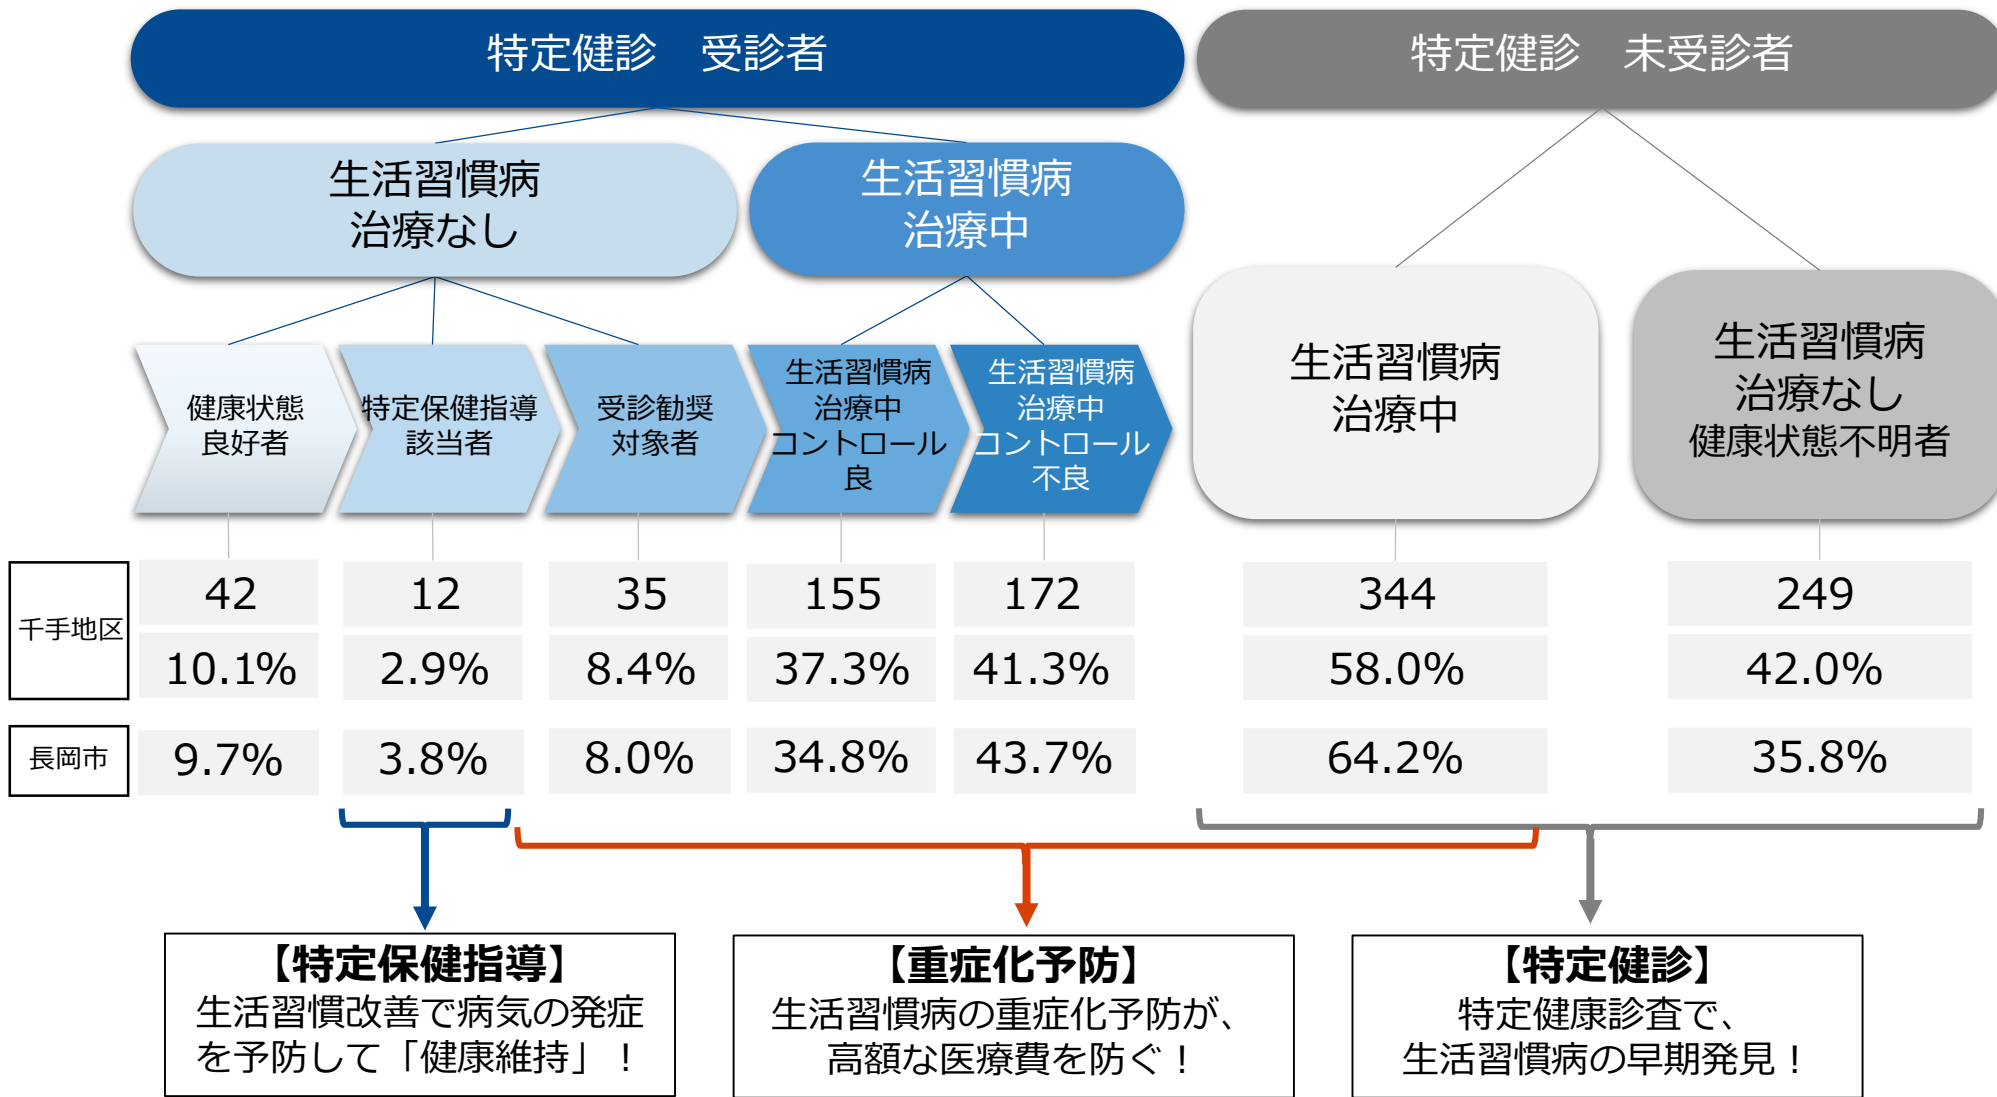 特定健診　受診者
特定健診　未受診者
生活習慣病
治療なし
生活習慣病
治療中
健康状態
良好者
特定保健指導
該当者
受診勧奨
対象者
生活習慣病
治療中
コントロール
良
生活習慣病
治療中
コントロール
不良
生活習慣病
治療中
生活習慣病
治療なし
健康状態不明者
千手地区
42 12 35 155 172 344 249
10.1% 2.9% 8.4% 37.3% 41.3% 58.0% 42.0%
長岡市
9.7% 3.8% 8.0% 34.8% 43.7% 64.2% 35.8%
【特定保健指導】
生活習慣改善で病気の発症
を予防して「健康維持」！
【重症化予防】
生活習慣病の重症化予防が、
高額な医療費を防ぐ！
【特定健診】
特定健康診査で、
生活習慣病の早期発見！